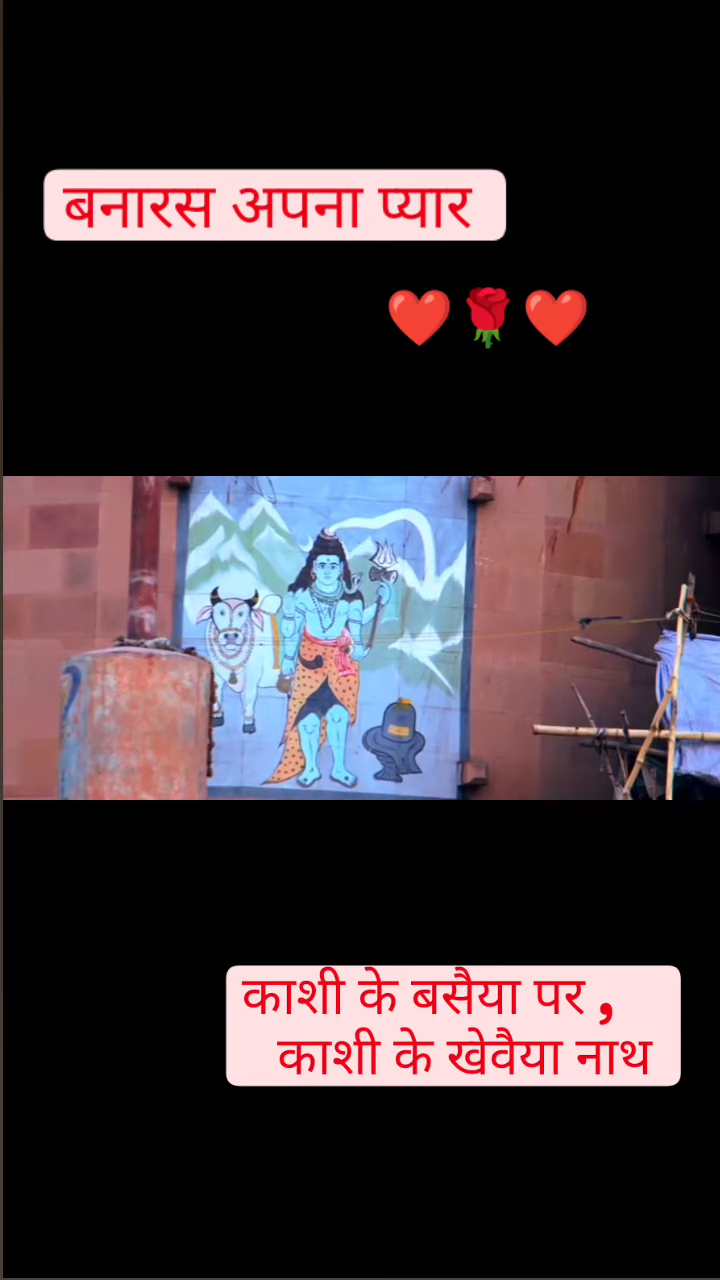 बनारस अपना प्यार
❤️🌹❤️
काशी के बसैया पर ,
काशी के खेवैया नाथ